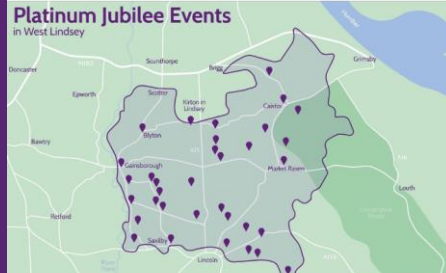 Platinum Jubilee Events
in West Lindsey
Humber
Doncaster
Scunthorpe
Brigg
Grimsby
Epworth
Scotter
Kirton in
Lindsey
Caistor
Bawtry
Blyton
Gainsborough
Market Rasen
Louth
Retford
Saxilby
Lincoln